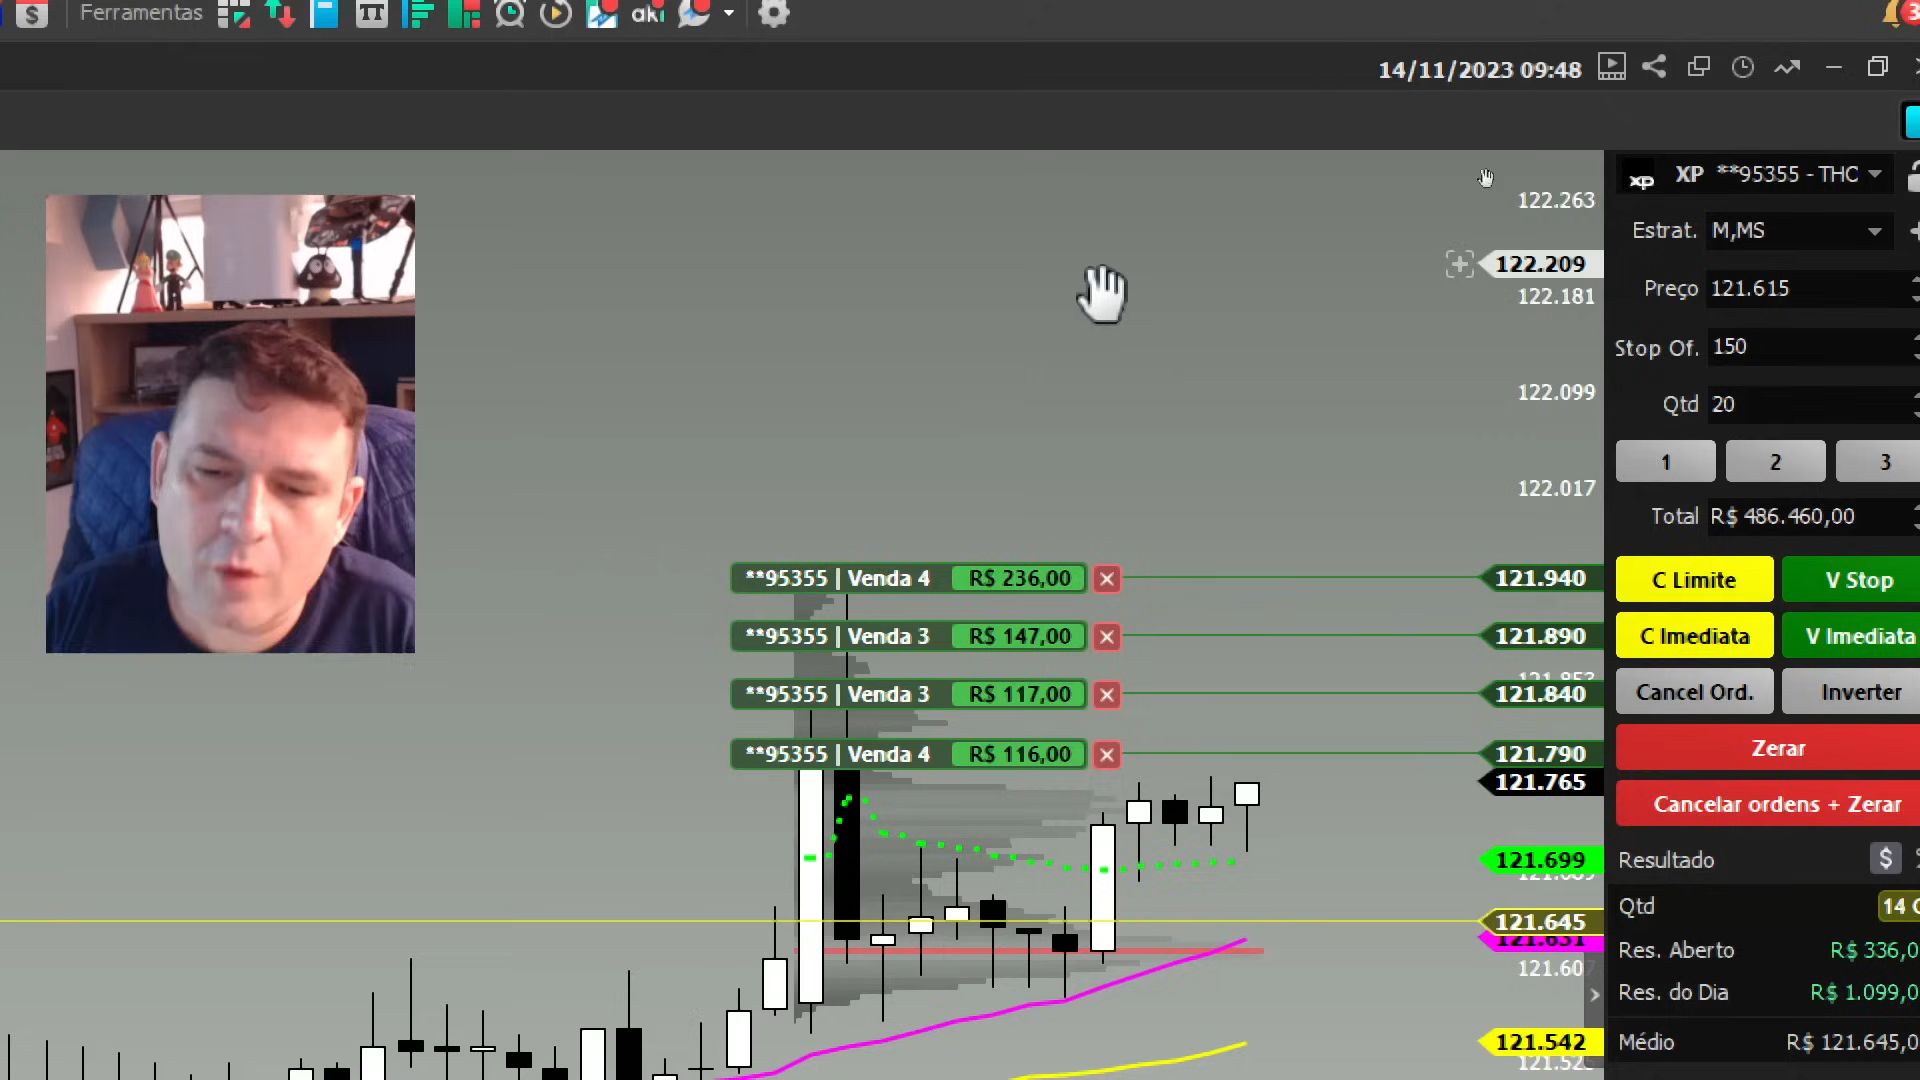 Ferramentas
aki
14/11/2023 09:48
XP **95355 - THC
Estrat. M,MS
Preço 121.615
Stop Of. 150
Qtd 20
1 2 3
Total R$ 486.460,00
C Limite V Stop
C Imediata V Imediata
Cancel Ord. Inverter
Zerar
Cancelar ordens + Zerar
Resultado $
Qtd 14
Res. Aberto R$ 336,0
Res. do Dia R$ 1.099,0
Médio R$ 121.645,0
122.263
122.209
122.181
122.099
122.017
**95355 | Venda 4 R$ 236,00 121.940
**95355 | Venda 3 R$ 147,00 121.890
**95355 | Venda 3 R$ 117,00 121.840
**95355 | Venda 4 R$ 116,00 121.790
121.765
121.699
121.645
121.607
121.542